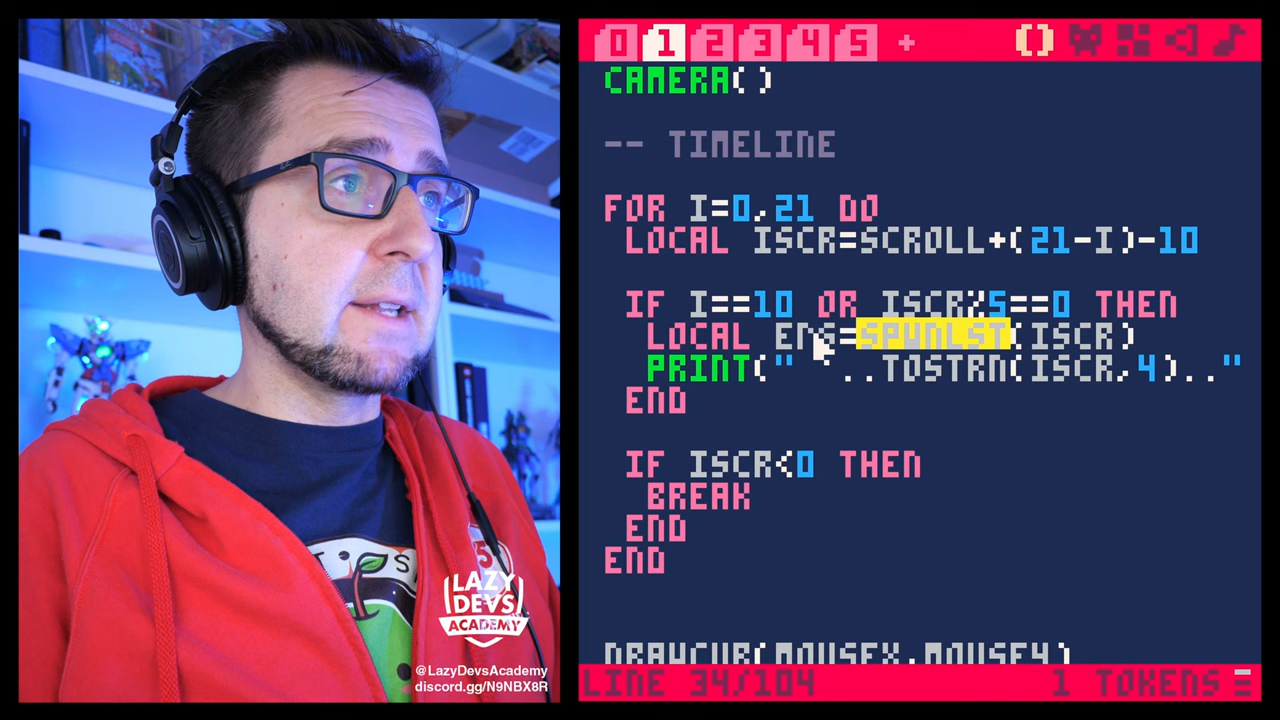 LAZY
DEVS
ACADEMY
@LazyDevsAcademy
discord.gg/N9NBX8R
0 1 2 3 4 5 +
CAMERA()
-- TIMELINE
FOR I=0,21 DO
LOCAL ISCR=SCROLL+(21-I)-10
IF I==10 OR ISCR%5==0 THEN
LOCAL ENS=SPWNLST(ISCR)
PRINT(" "..TOSTRN(ISCR,4).."
END
IF ISCR<0 THEN
BREAK
END
END
DRAWCUR(MOUSEX,MOUSEY)
LINE 34/104
1 TOKENS